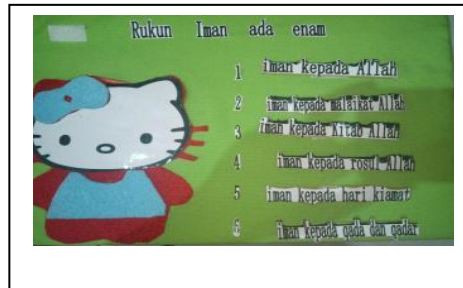 Rukun Iman ada enam
1 iman kepada Allah
2 iman kepada malaikat Allah
3 iman kepada Kitab Allah
4 iman kepada rosul Allah
5 iman kepada hari kiamat
6 iman kepada qada dan qadar